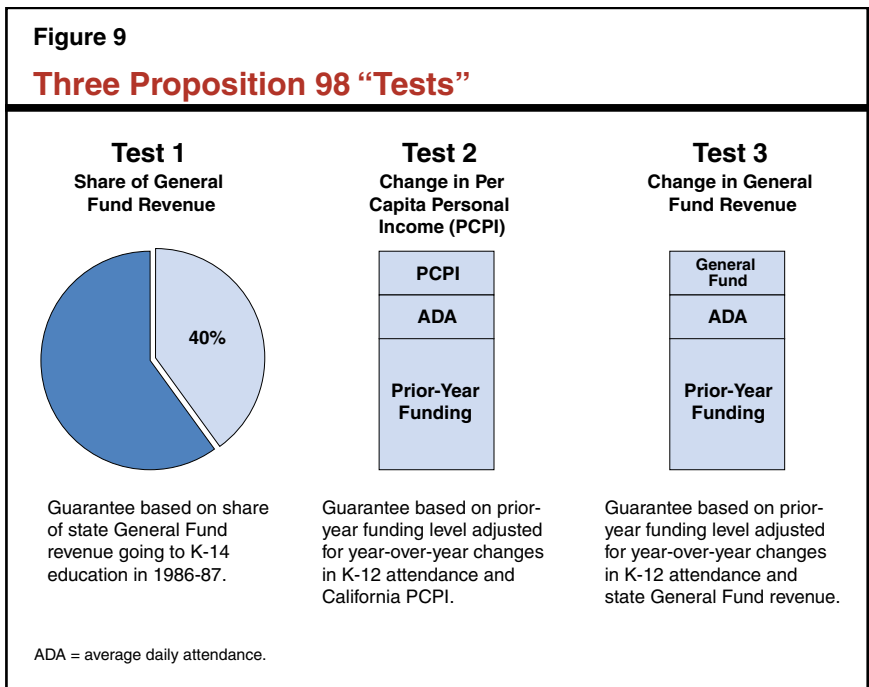 Figure 9
Three Proposition 98 “Tests”
Test 1
Share of General
Fund Revenue
40%
Guarantee based on share
of state General Fund
revenue going to K-14
education in 1986-87.
Test 2
Change in Per
Capita Personal
Income (PCPI)
PCPI
ADA
Prior-Year
Funding
Guarantee based on prior-
year funding level adjusted
for year-over-year changes
in K-12 attendance and
California PCPI.
Test 3
Change in General
Fund Revenue
General
Fund
ADA
Prior-Year
Funding
Guarantee based on prior-
year funding level adjusted
for year-over-year changes
in K-12 attendance and
state General Fund revenue.
ADA = average daily attendance.